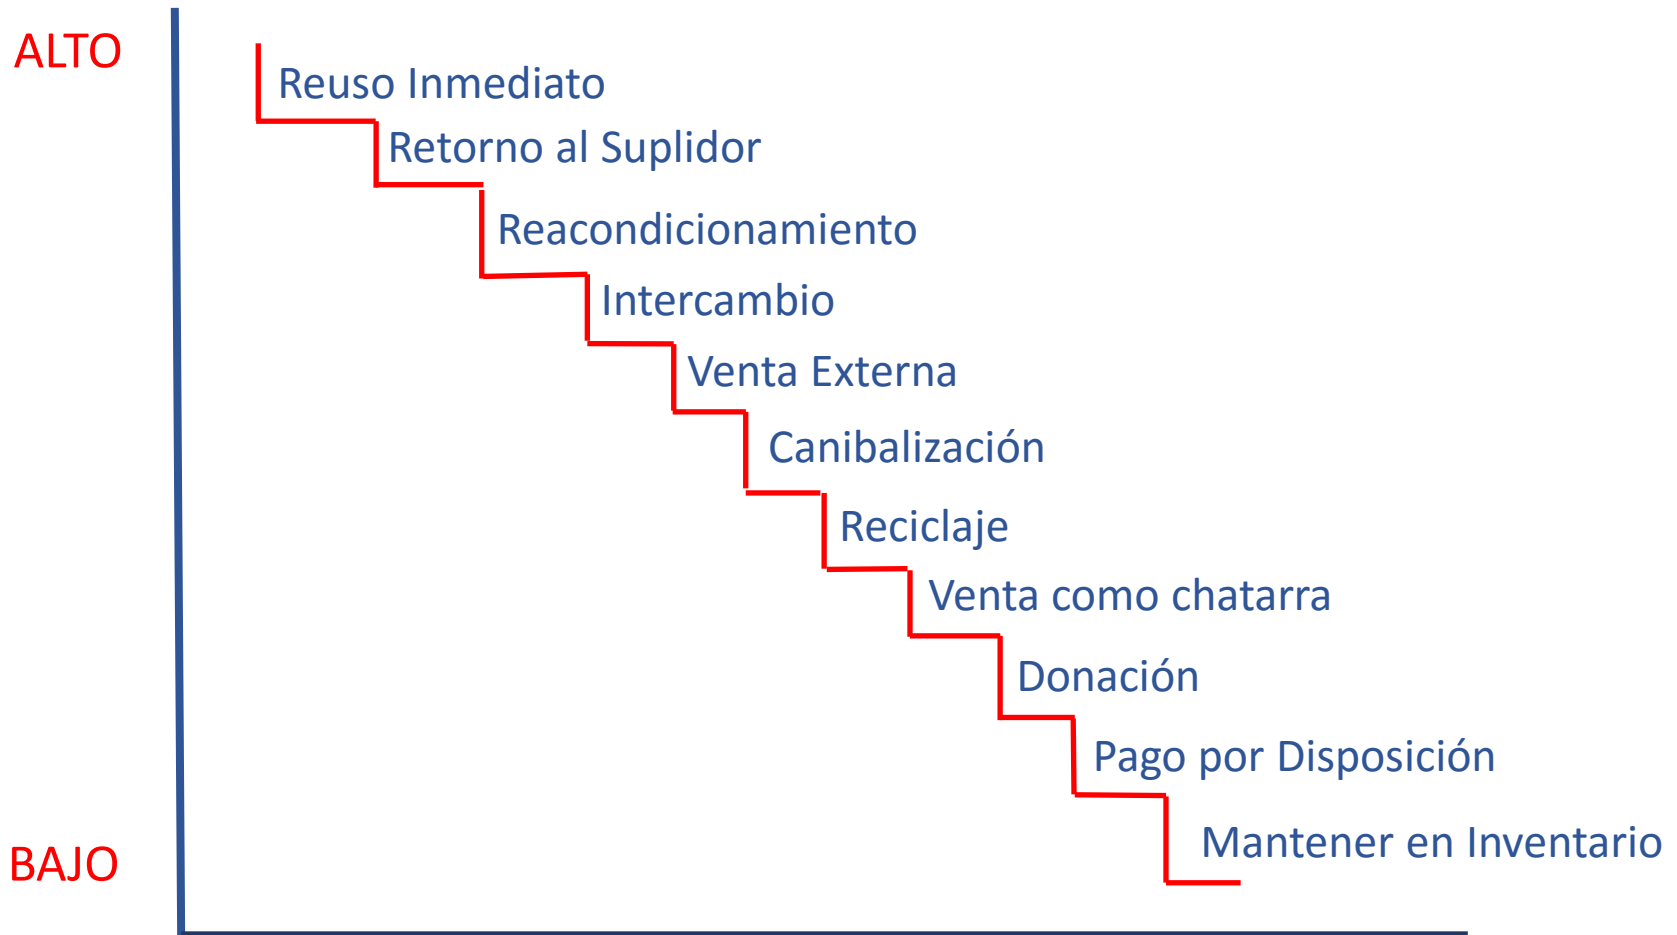 ALTO
Reuso Inmediato
Retorno al Suplidor
Reacondicionamiento
Intercambio
Venta Externa
Canibalización
Reciclaje
Venta como chatarra
Donación
Pago por Disposición
Mantener en Inventario
BAJO